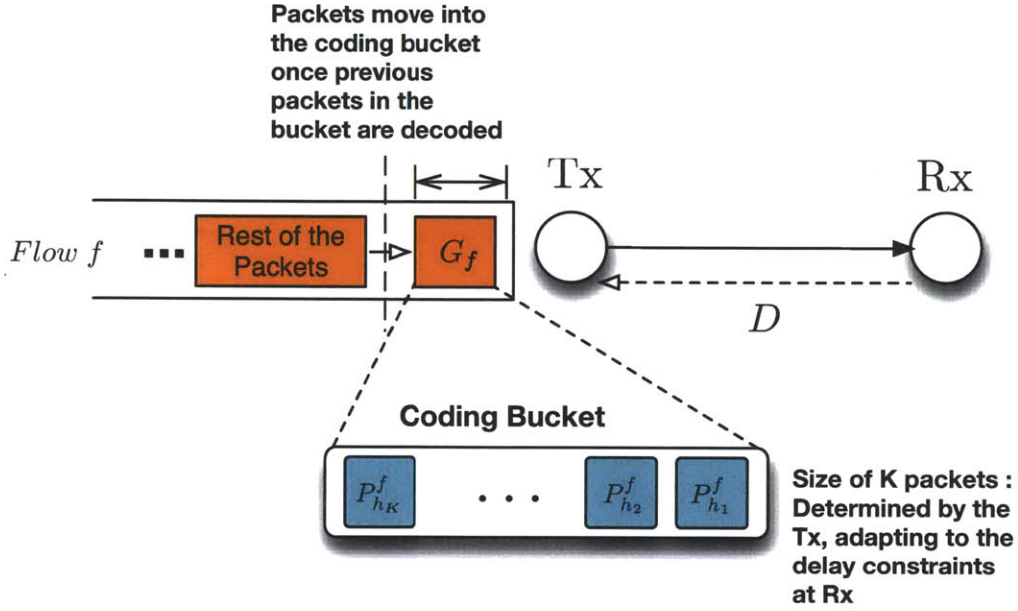 Packets move into
the coding bucket
once previous
packets in the
bucket are decoded
Tx
Rx
Flow f
Rest of the
Packets
G_f
D
Coding Bucket
P^f_{h_K}
...
P^f_{h_2}
P^f_{h_1}
Size of K packets :
Determined by the
Tx, adapting to the
delay constraints
at Rx